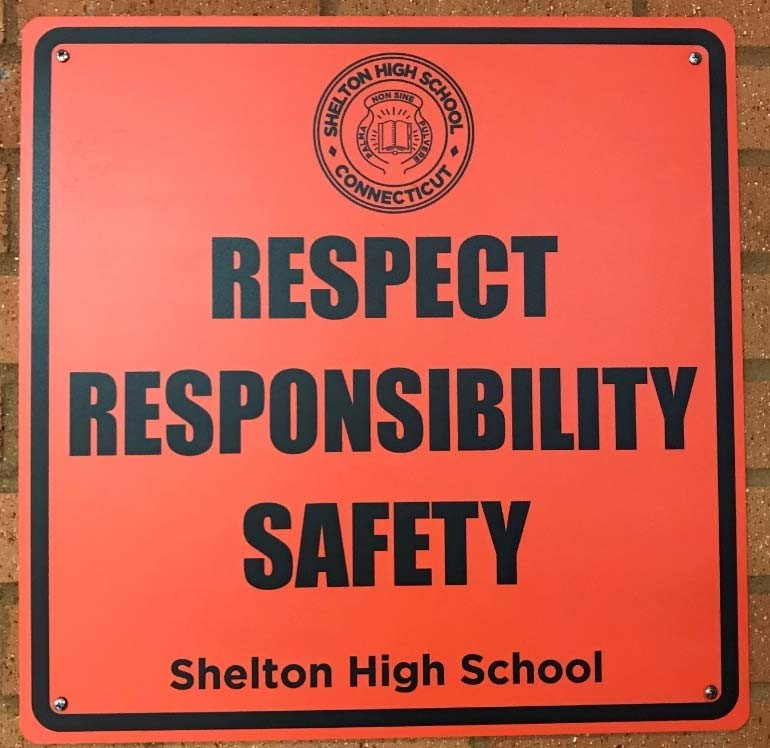 SHELTON HIGH SCHOOL
NON SINE
PALMA
PULVERE
CONNECTICUT
RESPECT
RESPONSIBILITY
SAFETY
Shelton High School